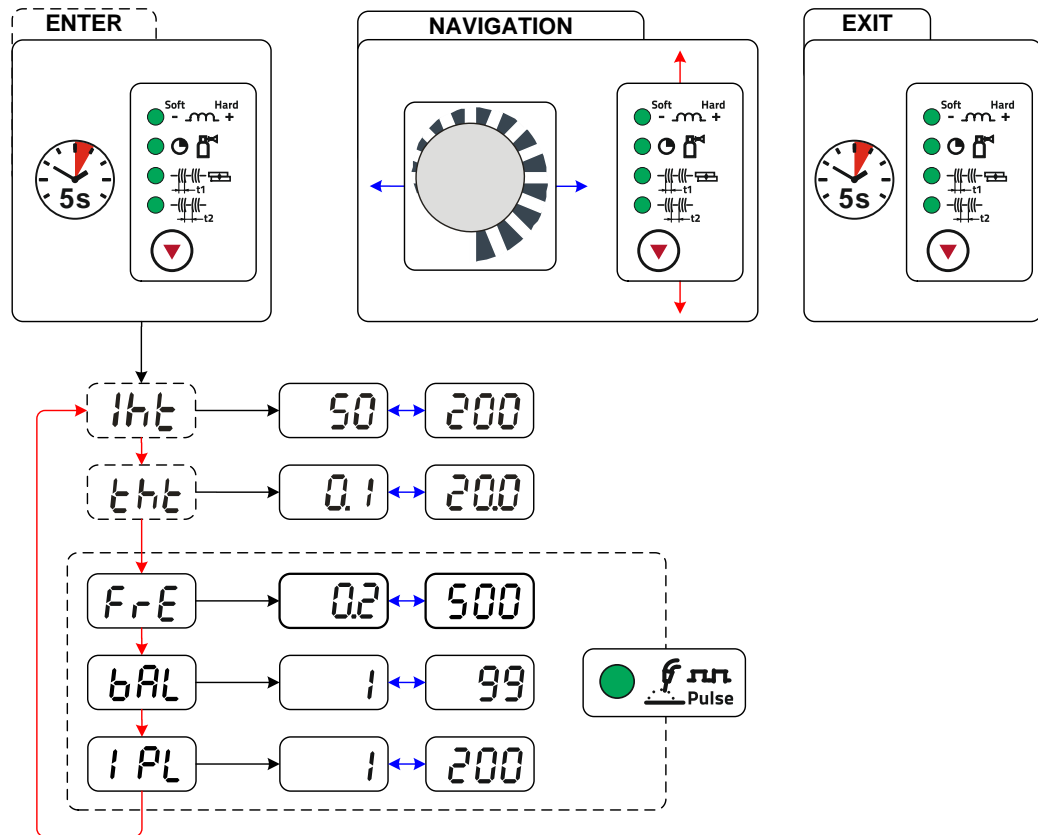 ENTER
Soft Hard
- +
t1
t2
5s
NAVIGATION
Soft Hard
- +
t1
t2
EXIT
Soft Hard
- +
t1
t2
5s
Iht 50 200
tht 0.1 20.0
FrE 0.2 500
bAL 1 99
I PL 1 200
Pulse